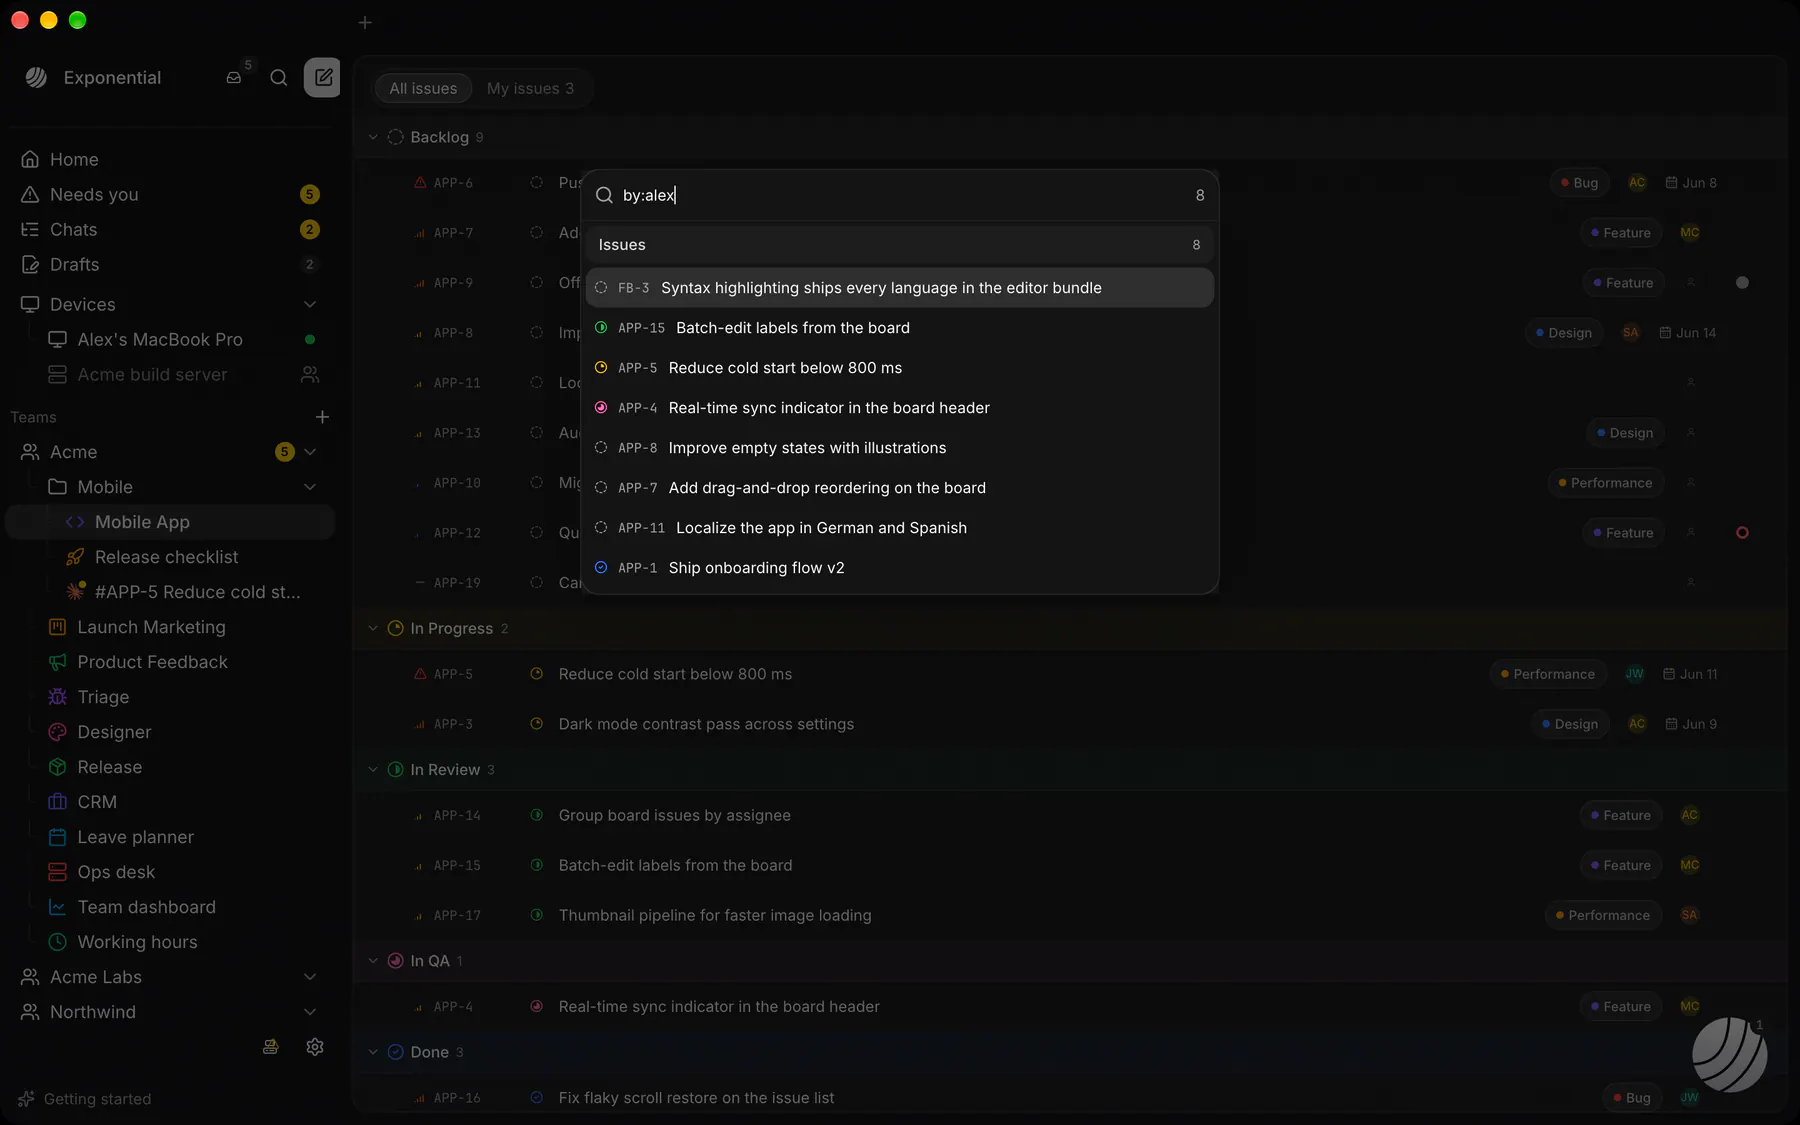 Exponential
5
All issues
My issues 3
Backlog 9
Home
Needs you 5
Chats 2
Drafts 2
Devices
Alex's MacBook Pro
Acme build server
Teams
Acme 5
Mobile
Mobile App
Release checklist
#APP-5 Reduce cold st...
Launch Marketing
Product Feedback
Triage
Designer
Release
CRM
Leave planner
Ops desk
Team dashboard
Working hours
Acme Labs
Northwind
Getting started
by:alex 8
Issues 8
FB-3 Syntax highlighting ships every language in the editor bundle
APP-15 Batch-edit labels from the board
APP-5 Reduce cold start below 800 ms
APP-4 Real-time sync indicator in the board header
APP-8 Improve empty states with illustrations
APP-7 Add drag-and-drop reordering on the board
APP-11 Localize the app in German and Spanish
APP-1 Ship onboarding flow v2
APP-6 Pus Bug AC Jun 8
APP-7 Ad Feature MC
APP-9 Off Feature
APP-8 Imp Design SA Jun 14
APP-11 Loc
APP-13 Au Design
APP-10 Mig Performance
APP-12 Qu Feature
APP-19 Ca
In Progress 2
APP-5 Reduce cold start below 800 ms Performance JW Jun 11
APP-3 Dark mode contrast pass across settings Design AC Jun 9
In Review 3
APP-14 Group board issues by assignee Feature AC
APP-15 Batch-edit labels from the board Feature MC
APP-17 Thumbnail pipeline for faster image loading Performance SA
In QA 1
APP-4 Real-time sync indicator in the board header Feature MC
1
Done 3
APP-16 Fix flaky scroll restore on the issue list Bug JW